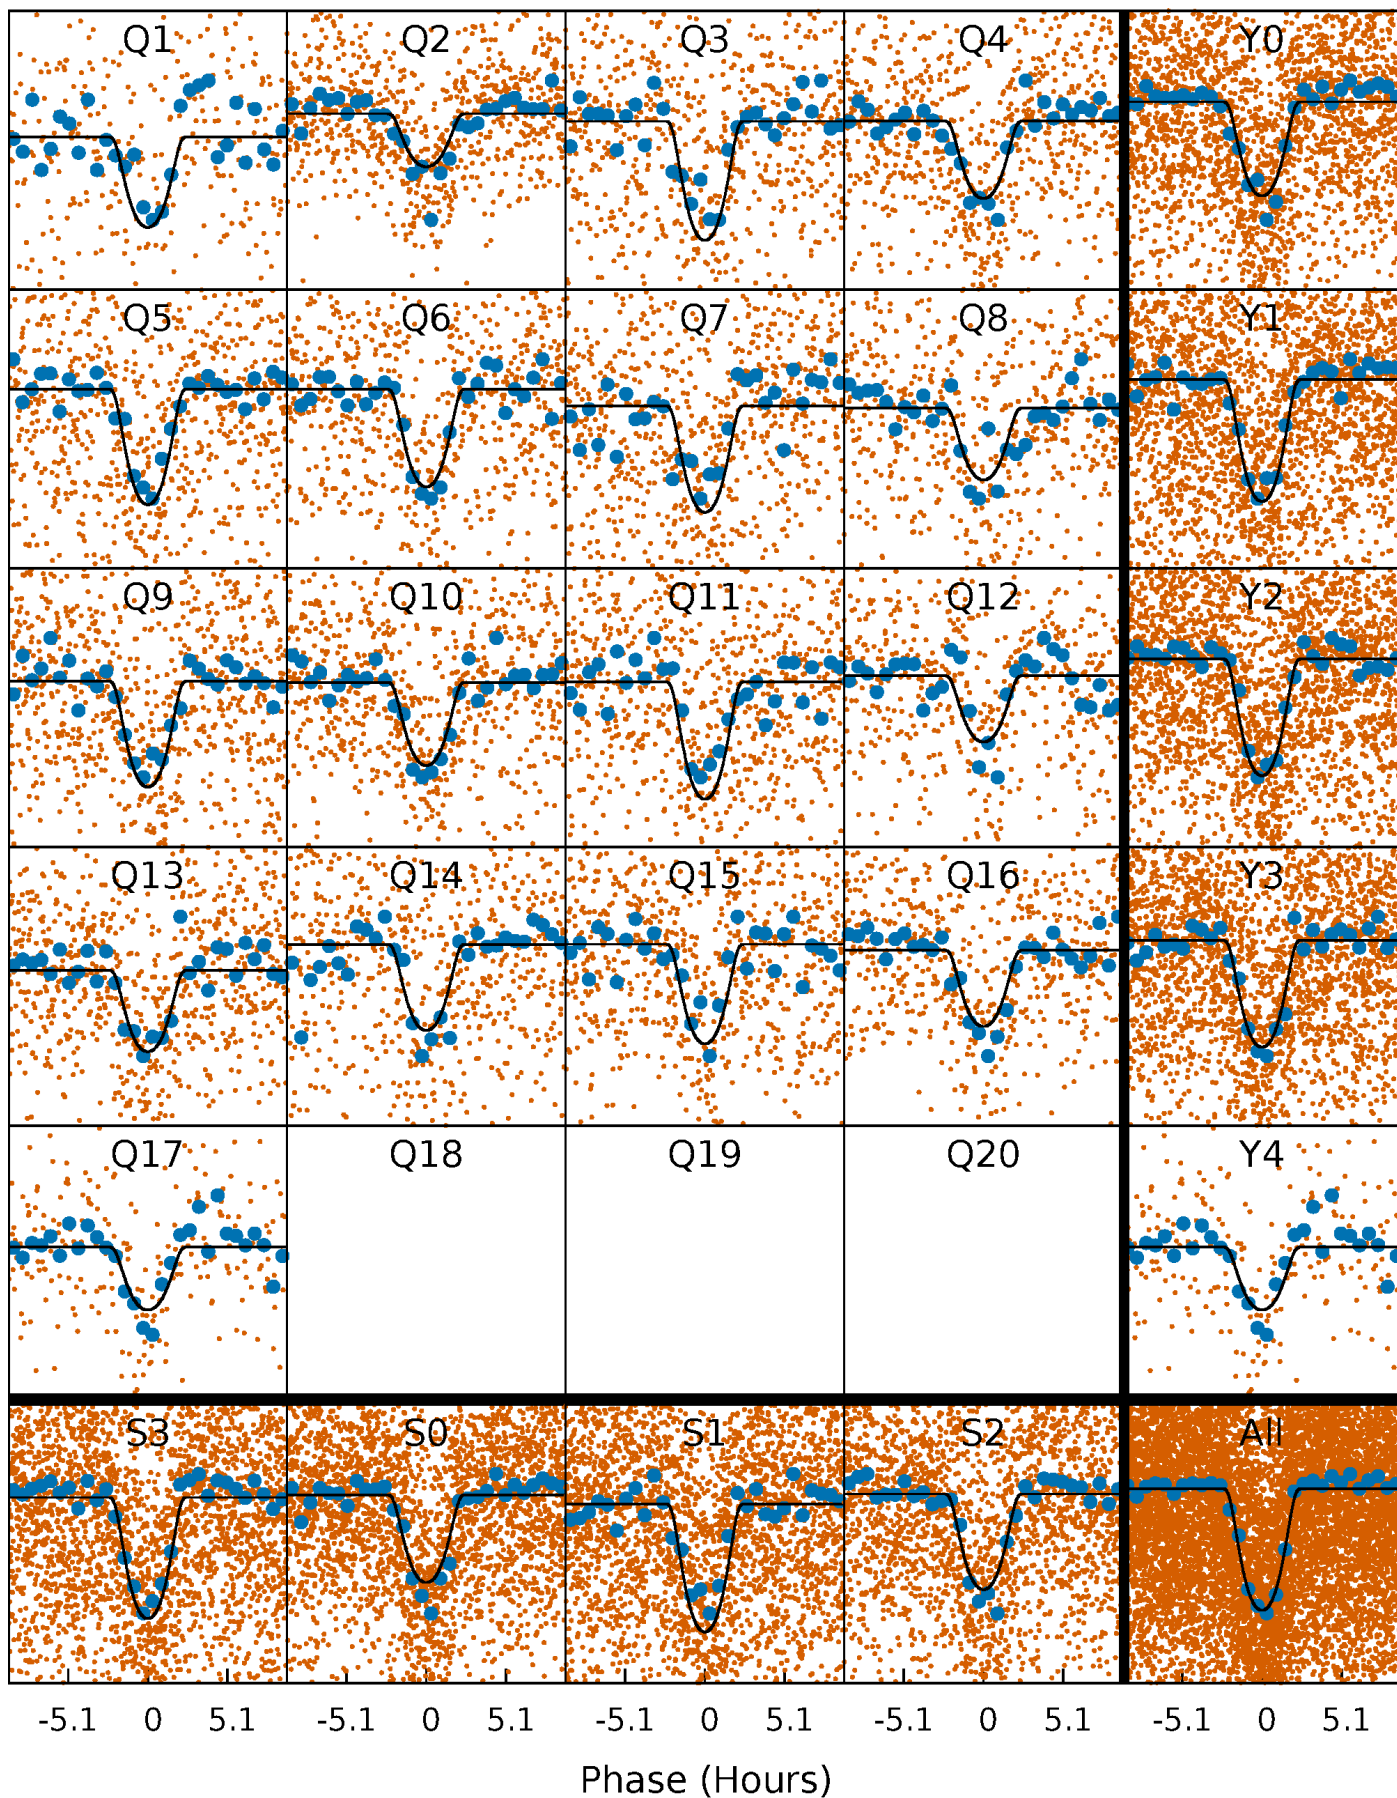 Q1 Q2 Q3 Q4 Y0
Q5 Q6 Q7 Q8 Y1
Q9 Q10 Q11 Q12 Y2
Q13 Q14 Q15 Q16 Y3
Q17 Q18 Q19 Q20 Y4
S3 S0 S1 S2 All
-5.1 0 5.1 -5.1 0 5.1 -5.1 0 5.1 -5.1 0 5.1 -5.1 0 5.1
Phase (Hours)